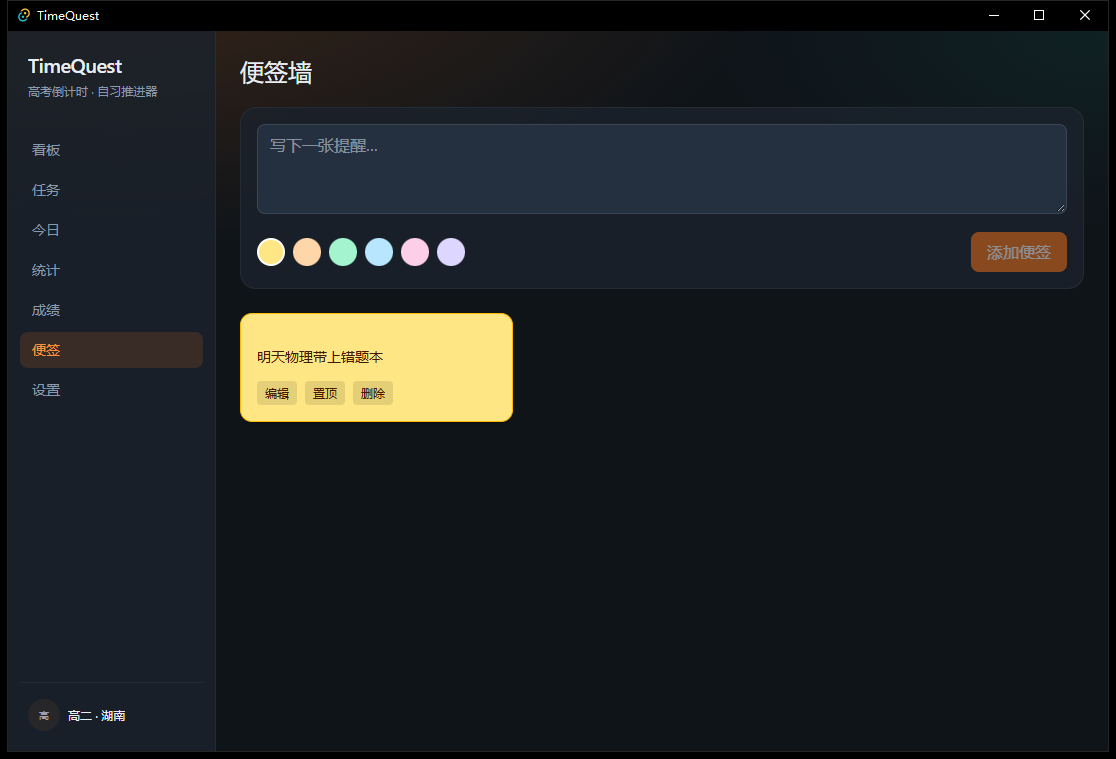 TimeQuest
TimeQuest
高考倒计时 · 自习推进器
看板
任务
今日
统计
成绩
便签
设置
高
高二 · 湖南
便签墙
写下一张提醒...
添加便签
明天物理带上错题本
编辑 置顶 删除